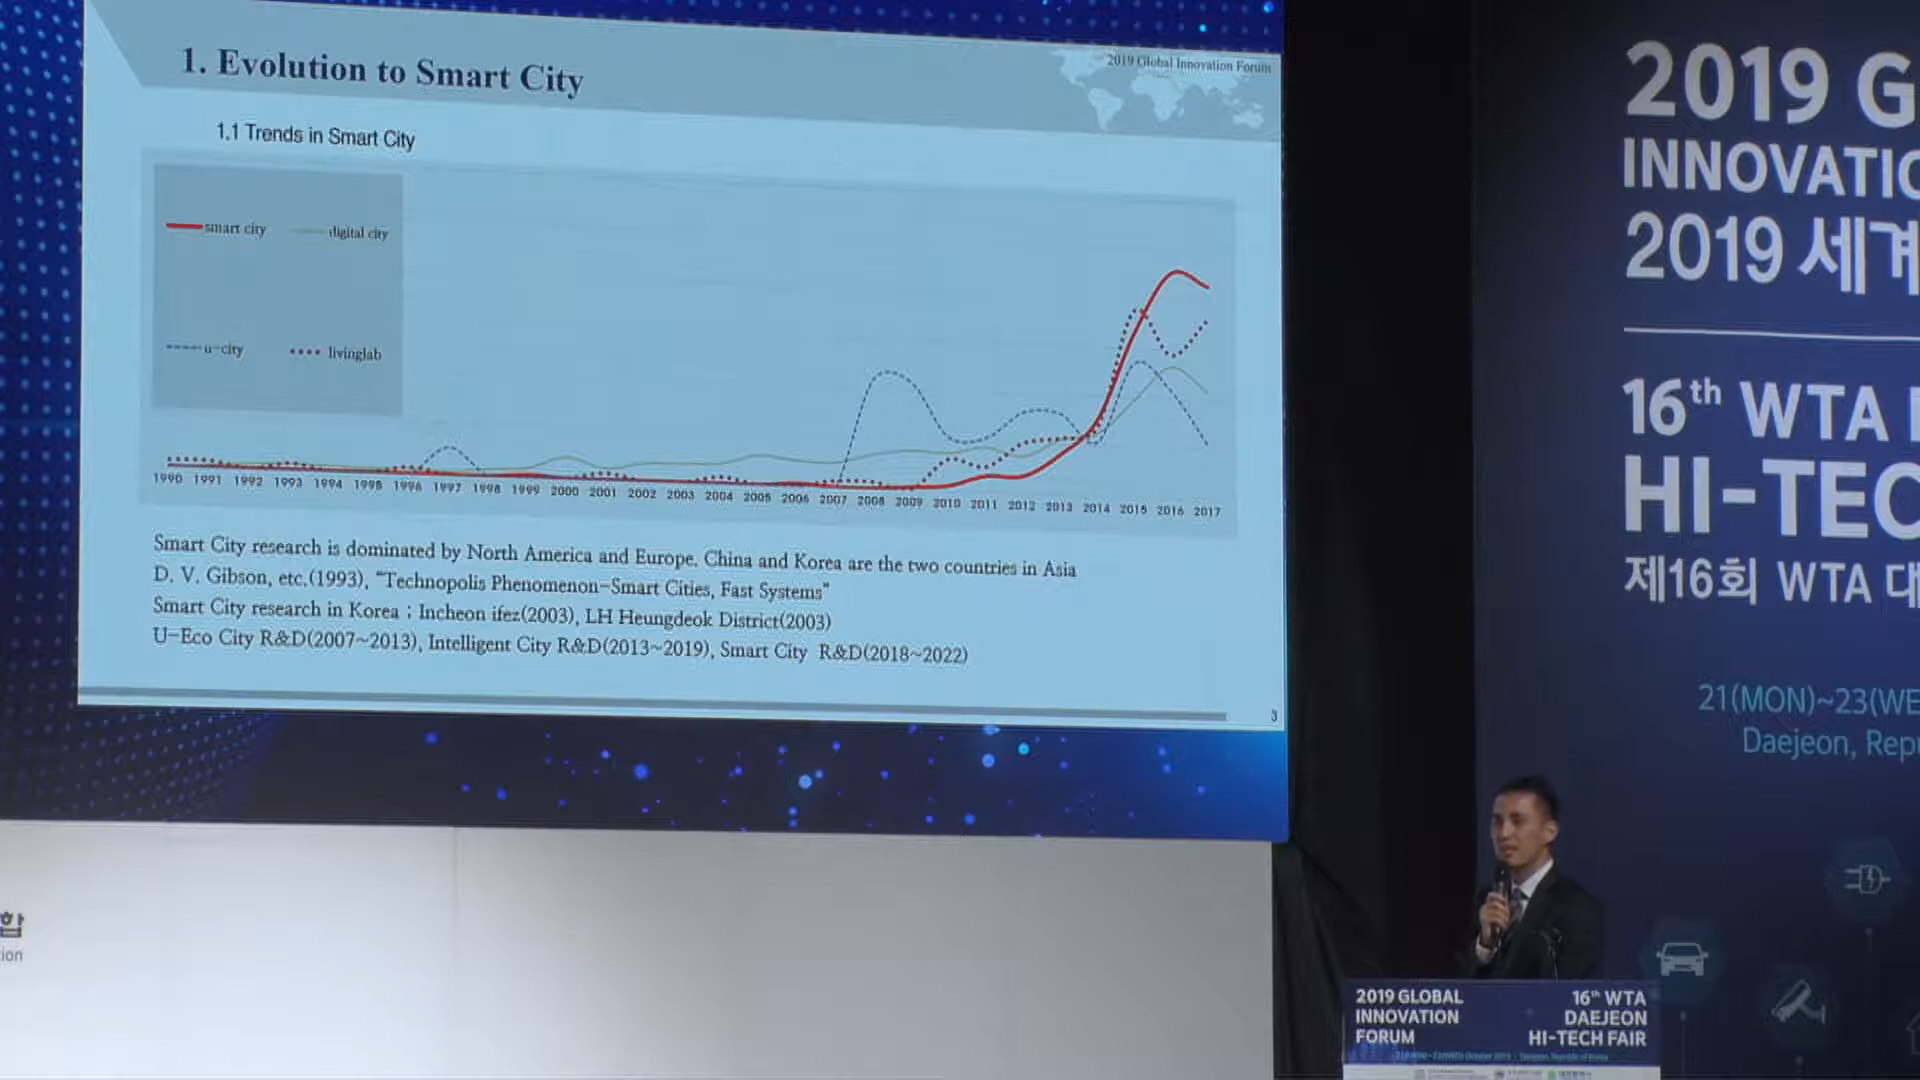 1. Evolution to Smart City
2019 Global Innovation Forum
1.1 Trends in Smart City
smart city
digital city
u-city
livinglab
1990 1991 1992 1993 1994 1995 1996 1997 1998 1999 2000 2001 2002 2003 2004 2005 2006 2007 2008 2009 2010 2011 2012 2013 2014 2015 2016 2017
Smart City research is dominated by North America and Europe. China and Korea are the two countries in Asia
D. V. Gibson, etc.(1993), “Technopolis Phenomenon-Smart Cities, Fast Systems”
Smart City research in Korea ; Incheon ifez(2003), LH Heungdeok District(2003)
U-Eco City R&D(2007~2013), Intelligent City R&D(2013~2019), Smart City R&D(2018~2022)
3
2019 G
INNOVATIO
2019 세계
16th WTA
HI-TEC
제16회 WTA 대
21(MON)~23(WE
Daejeon, Rep
합
ion
2019 GLOBAL
INNOVATION
FORUM
16th WTA
DAEJEON
HI-TECH FAIR